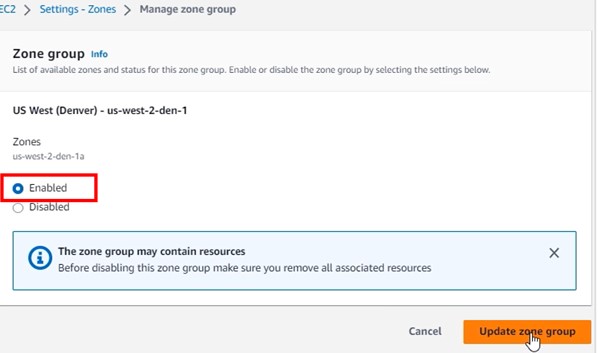 EC2 > Settings - Zones > Manage zone group
Zone group Info
List of available zones and status for this zone group. Enable or disable the zone group by selecting the settings below.
US West (Denver) - us-west-2-den-1
Zones
us-west-2-den-1a
Enabled
Disabled
The zone group may contain resources
Before disabling this zone group make sure you remove all associated resources
Cancel
Update zone group